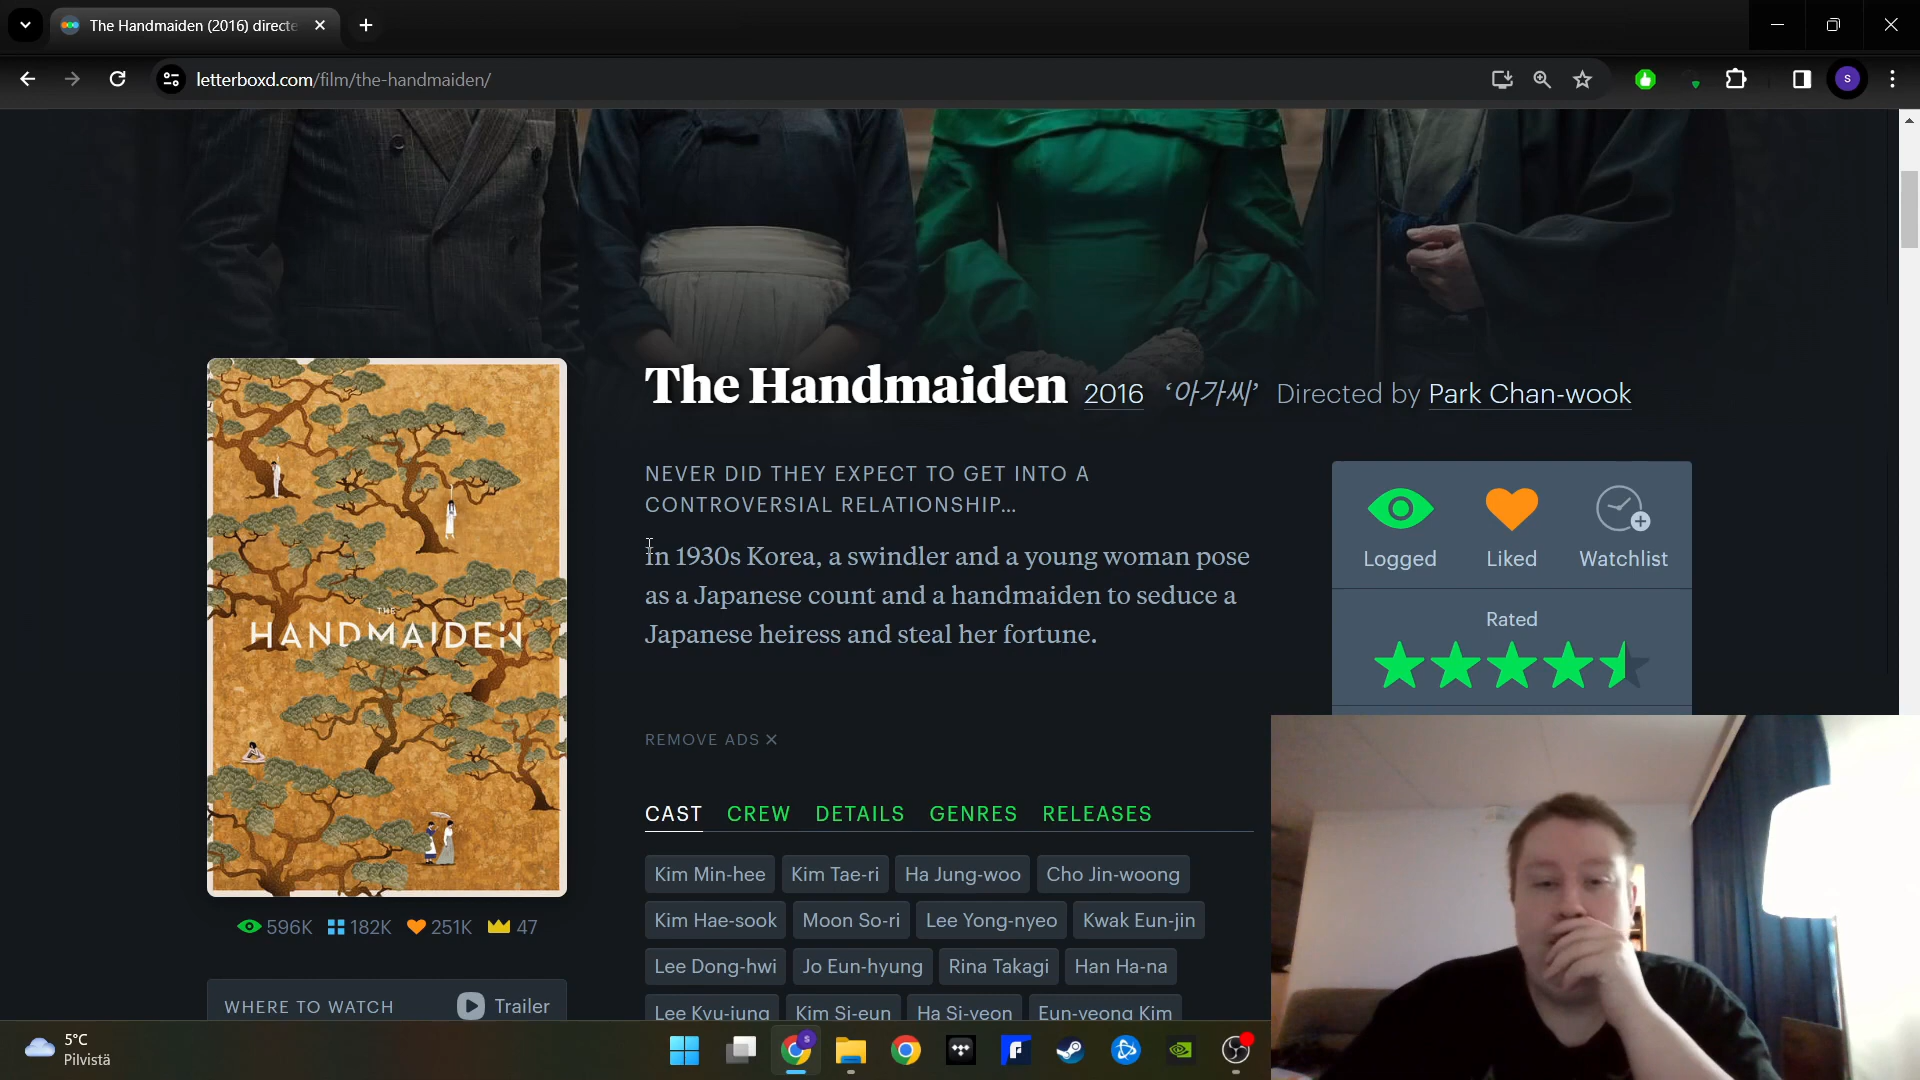 The Handmaiden (2016) directe
letterboxd.com/film/the-handmaiden/
S
The Handmaiden 2016 ‘아가씨’ Directed by Park Chan-wook
NEVER DID THEY EXPECT TO GET INTO A
CONTROVERSIAL RELATIONSHIP...
In 1930s Korea, a swindler and a young woman pose
as a Japanese count and a handmaiden to seduce a
Japanese heiress and steal her fortune.
THE
HANDMAIDEN
Logged Liked Watchlist
Rated
REMOVE ADS
CAST CREW DETAILS GENRES RELEASES
Kim Min-hee Kim Tae-ri Ha Jung-woo Cho Jin-woong
Kim Hae-sook Moon So-ri Lee Yong-nyeo Kwak Eun-jin
Lee Dong-hwi Jo Eun-hyung Rina Takagi Han Ha-na
Lee Kyu-jung Kim Si-eun Ha Si-yeon Eun-yeong Kim
596K 182K 251K 47
WHERE TO WATCH Trailer
5°C
Pilvistä